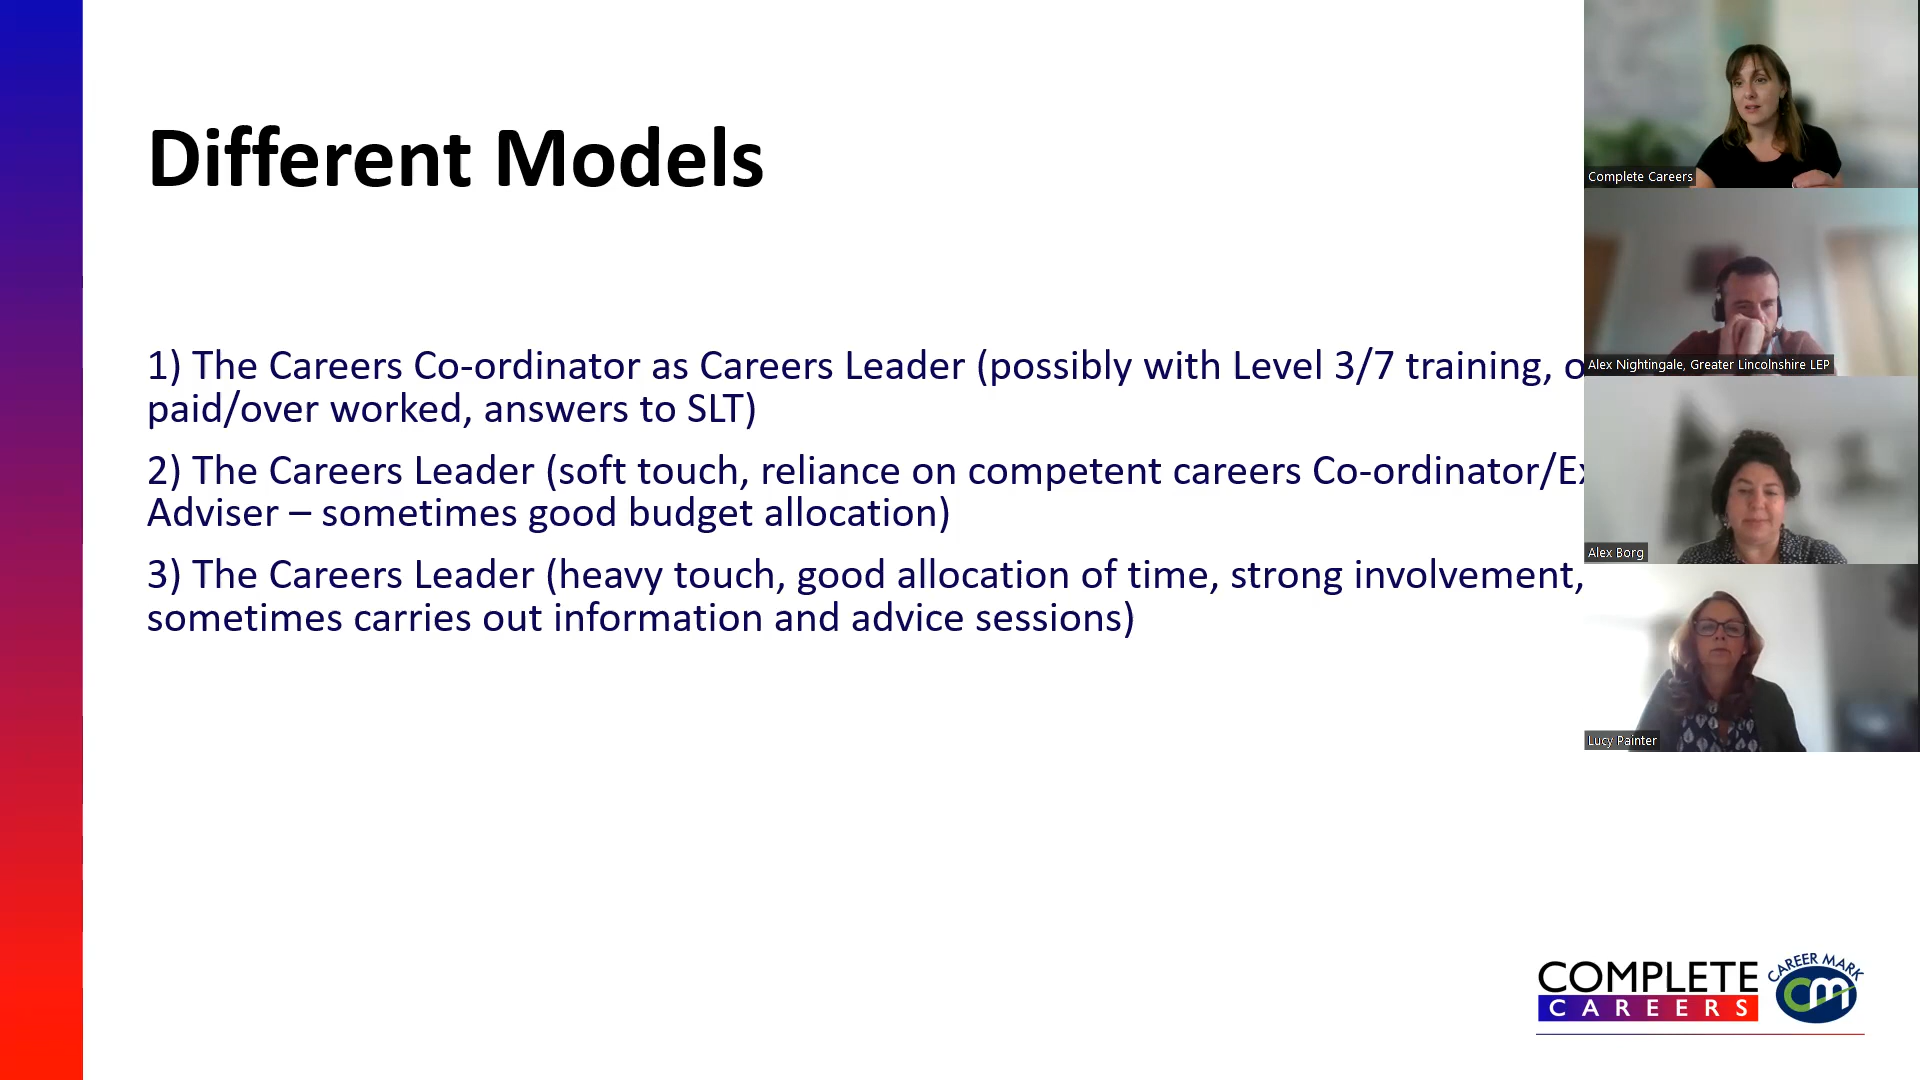 Different Models
1) The Careers Co-ordinator as Careers Leader (possibly with Level 3/7 training,
paid/over worked, answers to SLT)
2) The Careers Leader (soft touch, reliance on competent careers Co-ordinator/
Adviser – sometimes good budget allocation)
3) The Careers Leader (heavy touch, good allocation of time, strong involvement,
sometimes carries out information and advice sessions)
Complete Careers
Alex Nightingale, Greater Lincolnshire LEP
Alex Borg
Lucy Painter
COMPLETE
CAREERS
CAREER MARK
cm